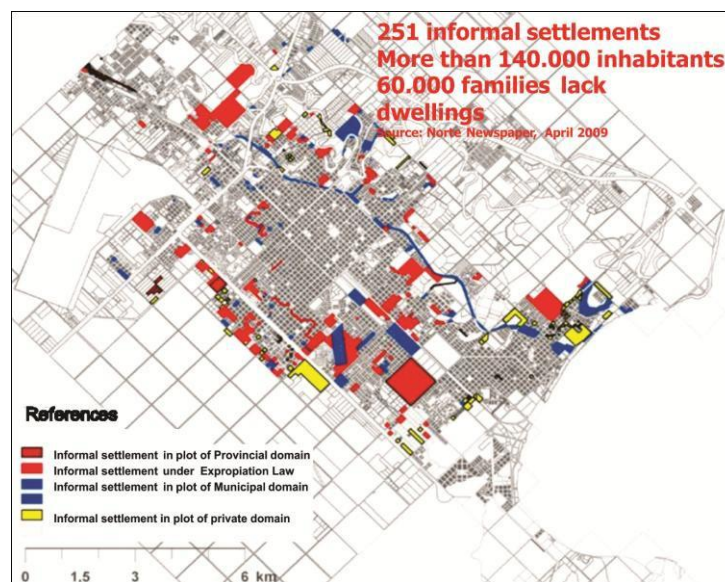 251 informal settlements
More than 140.000 inhabitants
60.000 families lack
dwellings
Source: Norte Newspaper, April 2009
References
Informal settlement in plot of Provincial domain
Informal settlement under Expropiation Law
Informal settlement in plot of Municipal domain
Informal settlement in plot of private domain
0 1.5 3 6 km